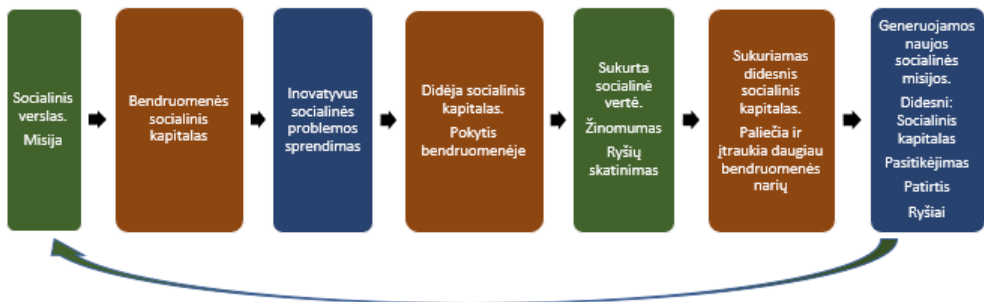 Socialinis
verslas.
Misija
Bendruomenės
socialinis
kapitalas
Inovatyvus
socialinės
problemos
sprendimas
Didėja socialinis
kapitalas.
Pokytis
bendruomenėje
Sukurta
socialinė
vertė.
Žinomumas
Ryšių
skatinimas
Sukuriamas
didesnis
socialinis
kapitalas.
Paliečia ir
įtraukia daugiau
bendruomenės
narių
Generuojamos
naujos
socialinės
misijos.
Didesni:
Socialinis
kapitalas
Pasitikėjimas
Patirtis
Ryšiai